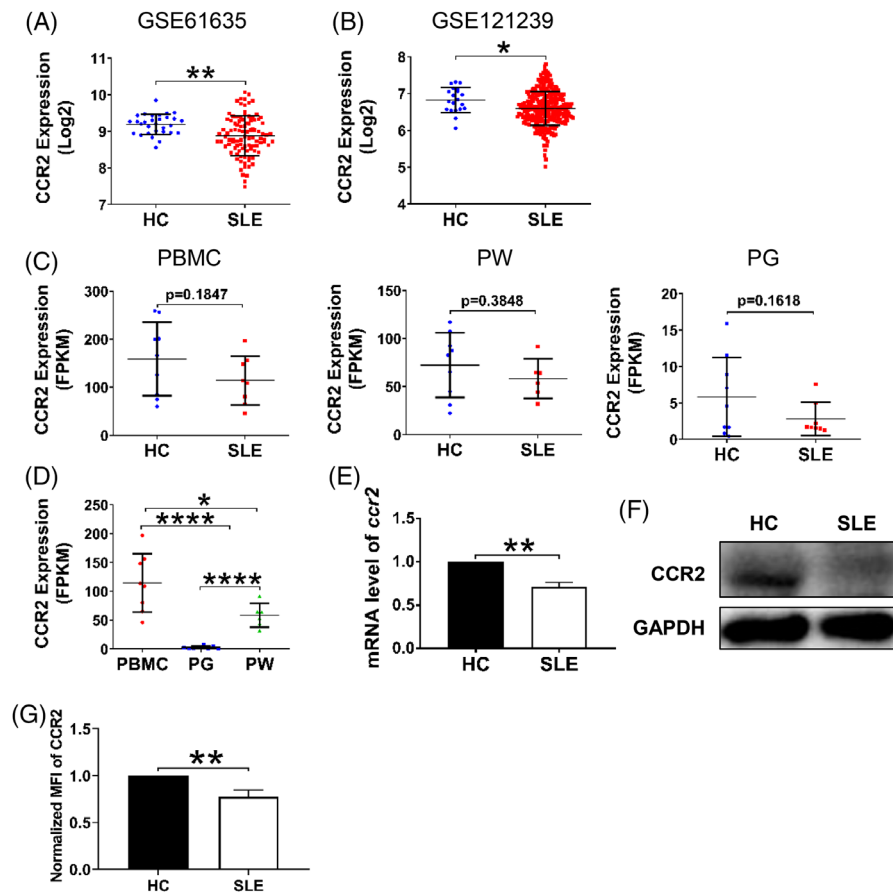 (A)
GSE61635
CCR2 Expression
(Log2)
11
10
9
8
7
**
HC
SLE
(B)
GSE121239
CCR2 Expression
(Log2)
8
7
6
5
4
*
HC
SLE
(C)
PBMC
CCR2 Expression
(FPKM)
300
200
100
0
p=0.1847
HC
SLE
PW
CCR2 Expression
(FPKM)
150
100
50
0
p=0.3848
HC
SLE
PG
CCR2 Expression
(FPKM)
20
15
10
5
0
p=0.1618
HC
SLE
(D)
CCR2 Expression
(FPKM)
250
200
150
100
50
0
*
****
****
PBMC
PG
PW
(E)
mRNA level of ccr2
1.5
1.0
0.5
0.0
**
HC
SLE
(F)
HC
SLE
CCR2
GAPDH
(G)
Normalized MFI of CCR2
1.5
1.0
0.5
0.0
**
HC
SLE